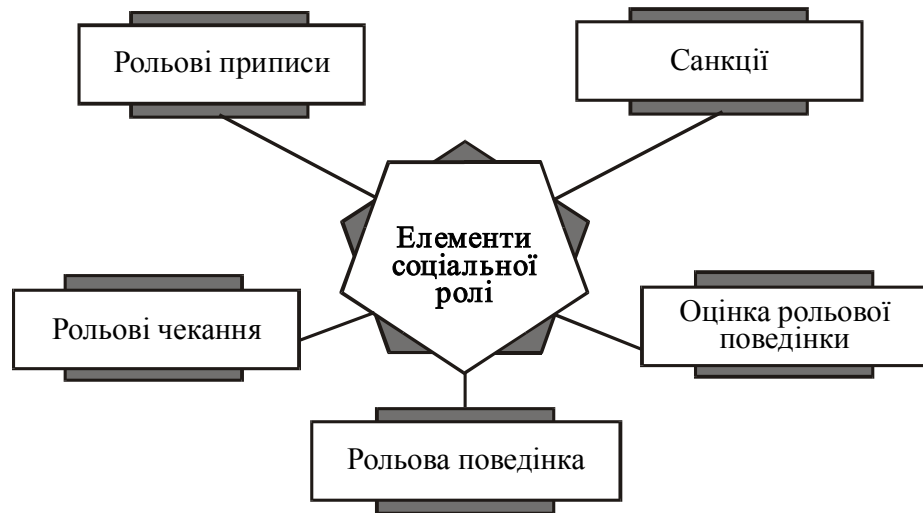 Рольові приписи
Санкції
Елементи
соціальної
ролі
Рольові чекання
Оцінка рольової
поведінки
Рольова поведінка